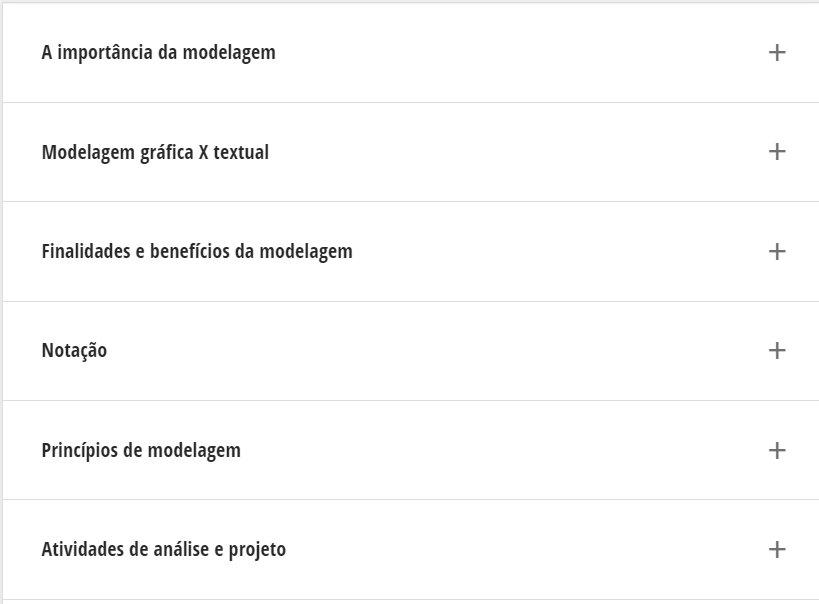 A importância da modelagem
Modelagem gráfica X textual
Finalidades e benefícios da modelagem
Notação
Princípios de modelagem
Atividades de análise e projeto